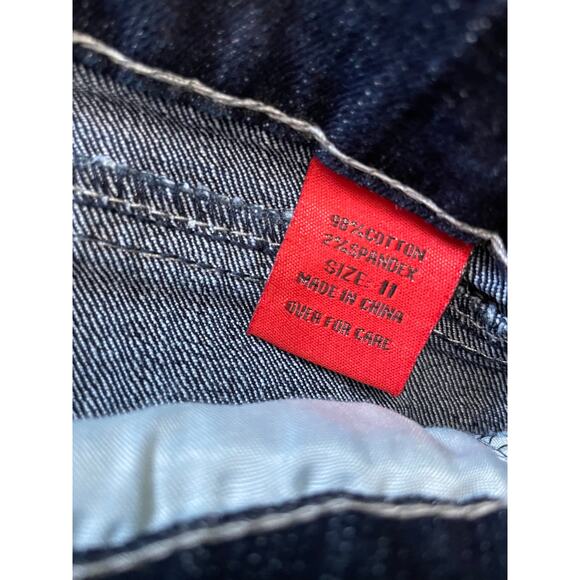 98%COTTON
2%SPANDEX
SIZE: 11
MADE IN CHINA
OVER FOR CARE